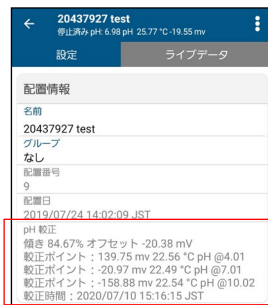 20437927 test
停止済み pH: 6.98 pH 25.77 °C -19.55 mv
設定 ライブデータ
配置情報
名前
20437927 test
グループ
なし
配置番号
9
配置日
2019/07/24 14:02:09 JST
pH 較正
傾き 84.67% オフセット -20.38 mV
較正ポイント：139.75 mV 22.56 °C pH @4.01
較正ポイント：-20.97 mV 22.49 °C pH @7.01
較正ポイント：-158.88 mV 22.54 °C pH @10.02
較正時間：2020/07/10 15:16:15 JST